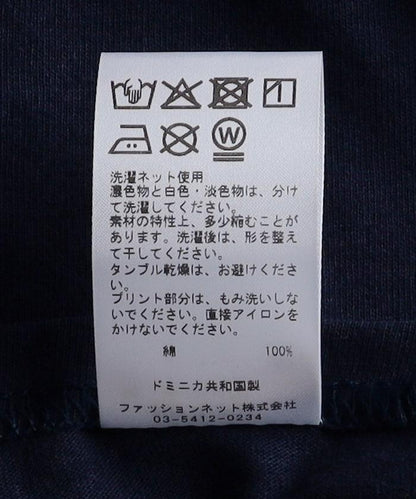 W
洗濯ネット使用
濃色物と白色・淡色物は、分け
て洗濯してください。
素材の特性上、多少縮むことが
あります。洗濯後は、形を整え
て干してください。
タンブル乾燥は、お避けくださ
い。
プリント部分は、もみ洗いしな
いでください。直接アイロンを
かけないでください。
綿 100%
ドミニカ共和国製
ファッションネット株式会社
03-5412-0234